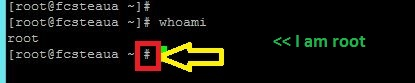 [root@fcsteaua ~]#
[root@fcsteaua ~]# whoami
root
[root@fcsteaua ~]# << I am root